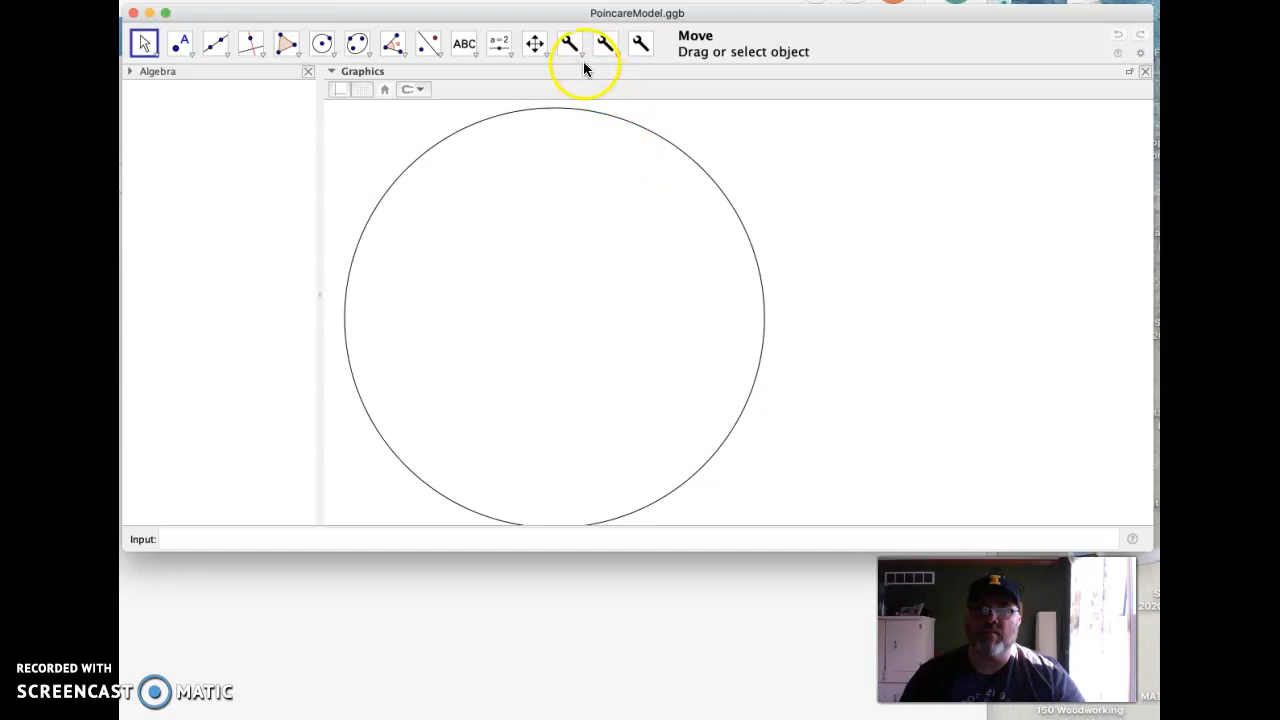 PoincareModel.ggb
A
ABC
a=2
Move
Drag or select object
Algebra
Graphics
Input:
RECORDED WITH
SCREENCAST MATIC
150 Woodworking